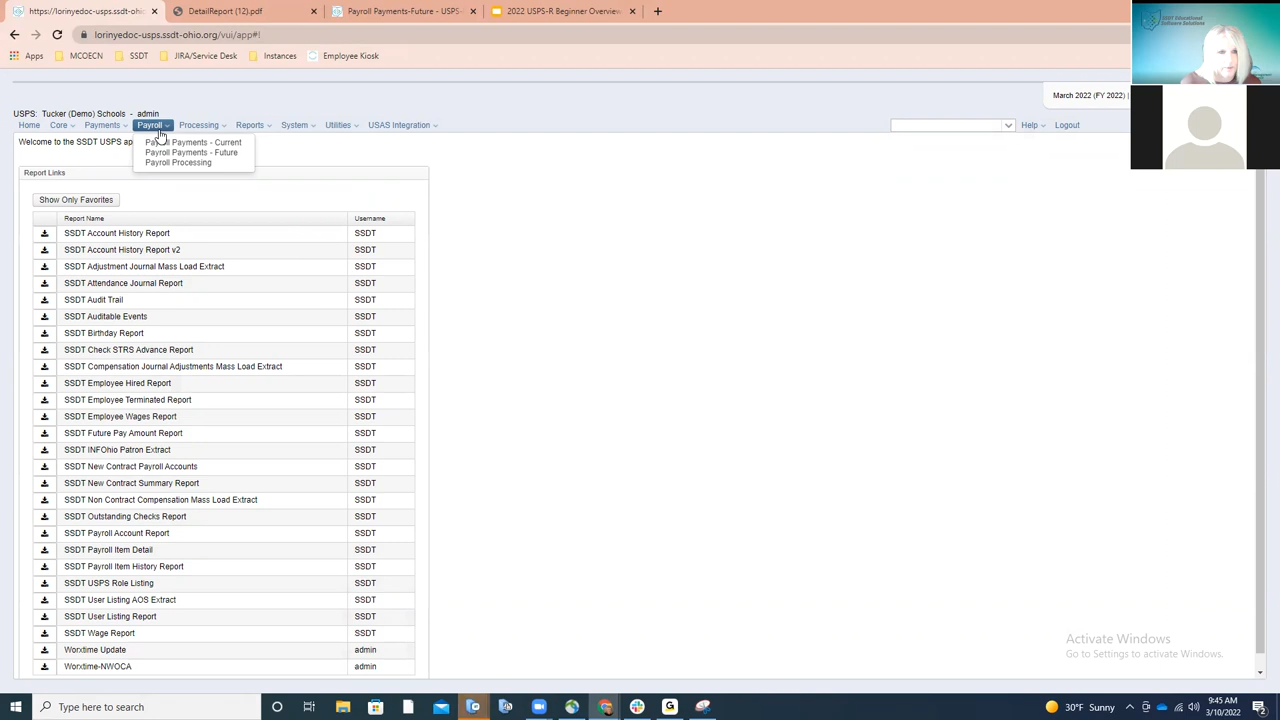 https://lorinyedoc-usps.ssdt-ohio.org/ ×
DetailReport (12).pdf ×
Payroll Payments-Future - USPS- ×
2022 USPS-R Beginner Overview ×
+
lorinyedoc-usps.ssdt-ohio.org/vue/app#!
Apps MCOECN SSDT JIRA/Service Desk Instances Employee Kiosk
SSDT Educational
Software Solutions
March 2022 (FY 2022) |
USPS: Tucker (Demo) Schools - admin
Home Core Payments Payroll Processing Reports System Utilities USAS Integration Help Logout
Welcome to the SSDT USPS ap
Payroll Payments - Current
Payroll Payments - Future
Payroll Processing
Report Links
Show Only Favorites
Report Name Username
SSDT Account History Report SSDT
SSDT Account History Report v2 SSDT
SSDT Adjustment Journal Mass Load Extract SSDT
SSDT Attendance Journal Report SSDT
SSDT Audit Trail SSDT
SSDT Auditable Events SSDT
SSDT Birthday Report SSDT
SSDT Check STRS Advance Report SSDT
SSDT Compensation Journal Adjustments Mass Load Extract SSDT
SSDT Employee Hired Report SSDT
SSDT Employee Terminated Report SSDT
SSDT Employee Wages Report SSDT
SSDT Future Pay Amount Report SSDT
SSDT INFOhio Patron Extract SSDT
SSDT New Contract Payroll Accounts SSDT
SSDT New Contract Summary Report SSDT
SSDT Non Contract Compensation Mass Load Extract SSDT
SSDT Outstanding Checks Report SSDT
SSDT Payroll Account Report SSDT
SSDT Payroll Item Detail SSDT
SSDT Payroll Item History Report SSDT
SSDT USPS Role Listing SSDT
SSDT User Listing AOS Extract SSDT
SSDT User Listing Report SSDT
SSDT Wage Report SSDT
Worxtime Update admin
Worxtime-NWOCA admin
Activate Windows
Go to Settings to activate Windows.
Type here to search
30°F Sunny
9:45 AM
3/10/2022
2